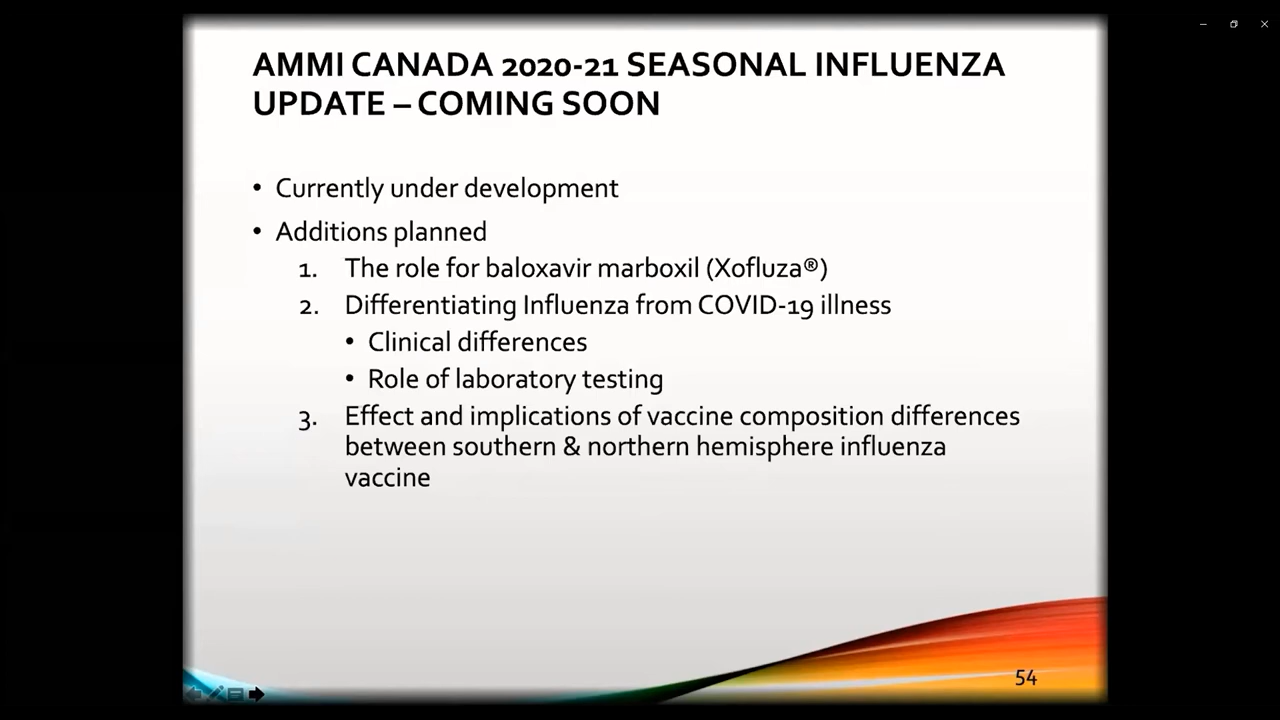 AMMI CANADA 2020-21 SEASONAL INFLUENZA
UPDATE – COMING SOON
• Currently under development
• Additions planned
1. The role for baloxavir marboxil (Xofluza®)
2. Differentiating Influenza from COVID-19 illness
• Clinical differences
• Role of laboratory testing
3. Effect and implications of vaccine composition differences
between southern & northern hemisphere influenza
vaccine
54